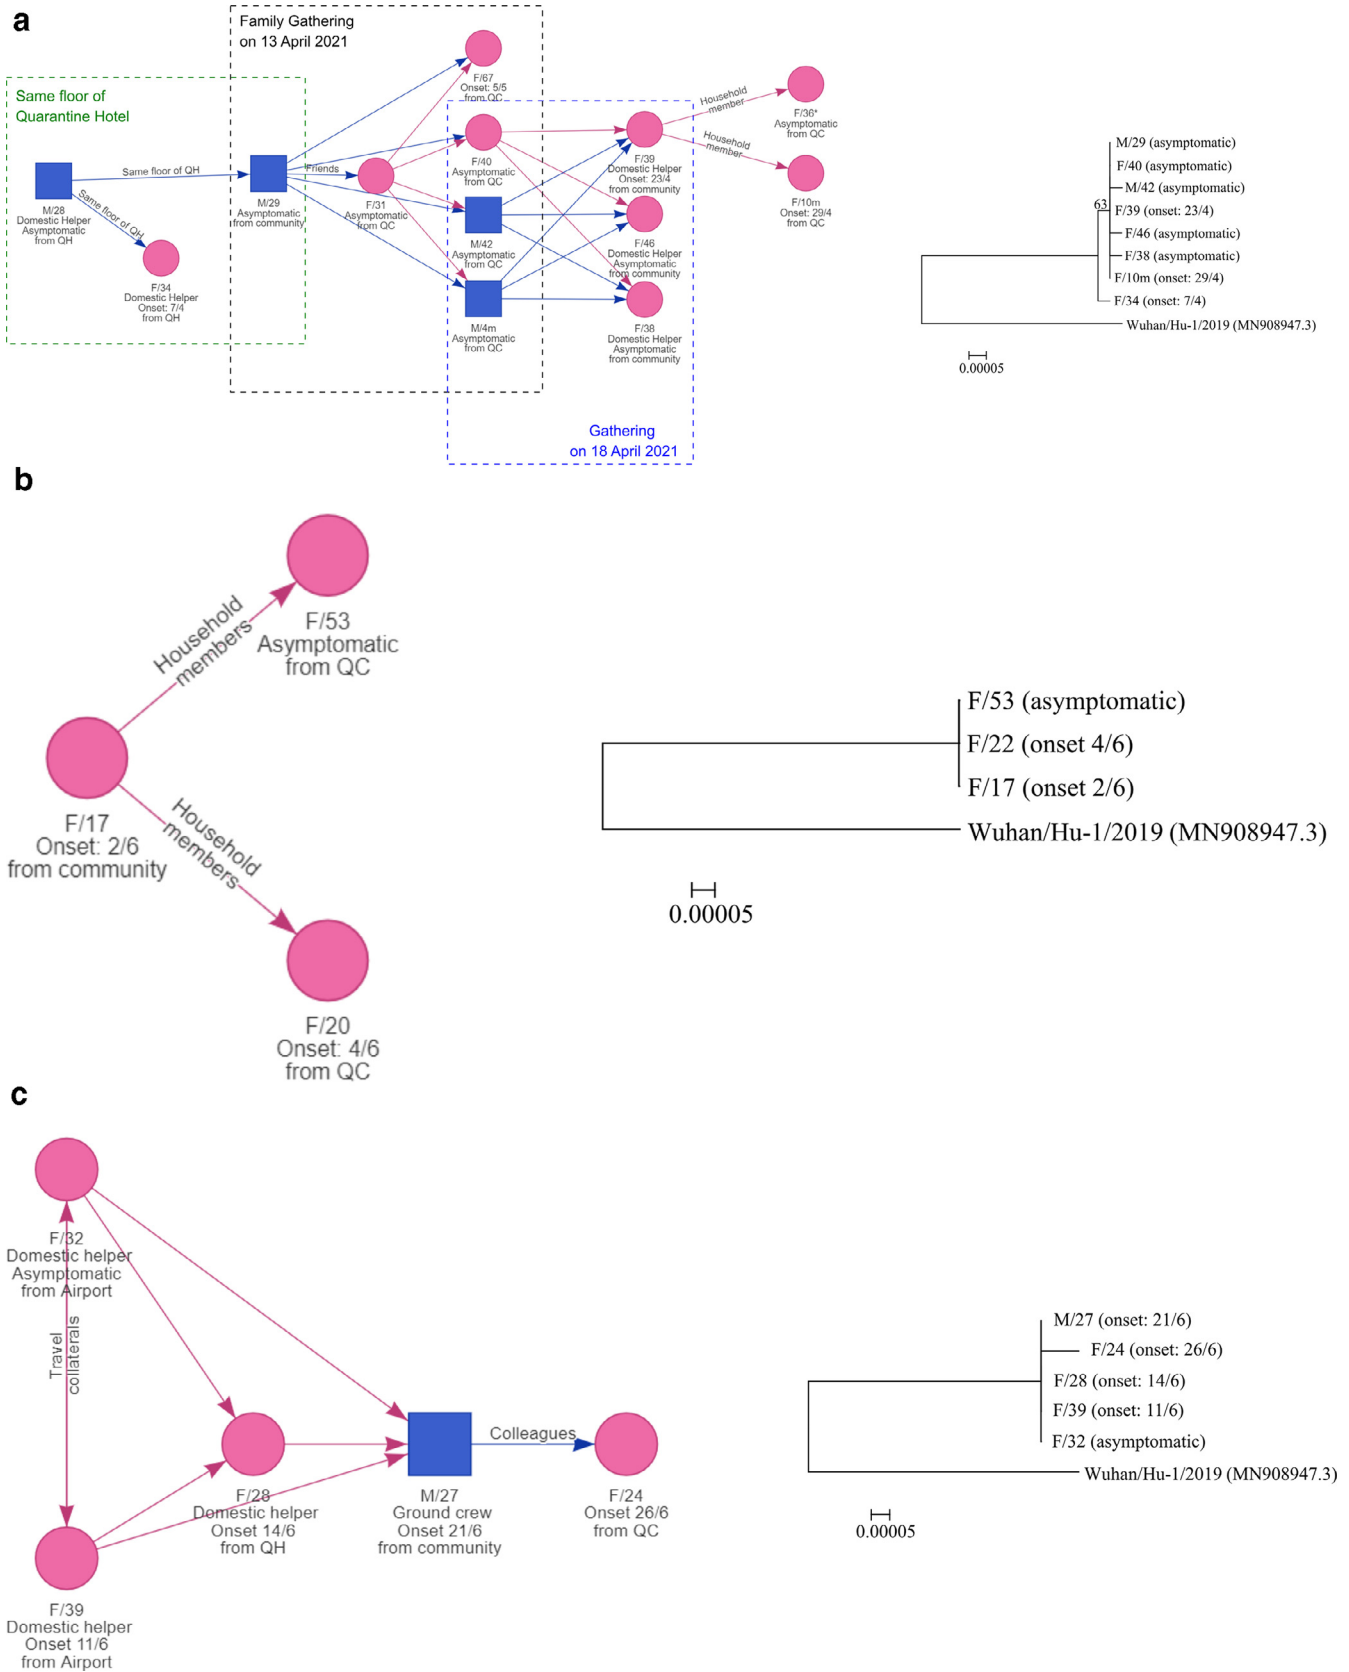 a
Family Gathering
on 13 April 2021
Same floor of
Quarantine Hotel
M/28
Domestic Helper
Asymptomatic
from QH
Same floor of QH
Same floor of QH
F/34
Domestic Helper
Onset: 7/4
from QH
M/29
Asymptomatic
from community
Friends
F/31
Asymptomatic
from QC
F/67
Onset: 5/5
from QC
F/40
Asymptomatic
from QC
M/42
Asymptomatic
from QC
M/4m
Asymptomatic
from QC
F/39
Domestic Helper
Onset: 23/4
from community
F/46
Domestic Helper
Asymptomatic
from community
F/38
Domestic Helper
Asymptomatic
from community
Gathering
on 18 April 2021
Household
member
Household
member
F/36*
Asymptomatic
from QC
F/10m
Onset: 29/4
from QC
M/29 (asymptomatic)
F/40 (asymptomatic)
M/42 (asymptomatic)
63
F/39 (onset: 23/4)
F/46 (asymptomatic)
F/38 (asymptomatic)
F/10m (onset: 29/4)
F/34 (onset: 7/4)
Wuhan/Hu-1/2019 (MN908947.3)
0.00005
b
Household
members
F/53
Asymptomatic
from QC
F/17
Onset: 2/6
from community
Household
members
F/20
Onset: 4/6
from QC
F/53 (asymptomatic)
F/22 (onset 4/6)
F/17 (onset 2/6)
Wuhan/Hu-1/2019 (MN908947.3)
0.00005
c
F/32
Domestic helper
Asymptomatic
from Airport
Travel
collaterals
F/39
Domestic helper
Onset 11/6
from Airport
F/28
Domestic helper
Onset 14/6
from QH
M/27
Ground crew
Onset 21/6
from community
Colleagues
F/24
Onset 26/6
from QC
M/27 (onset: 21/6)
F/24 (onset: 26/6)
F/28 (onset: 14/6)
F/39 (onset: 11/6)
F/32 (asymptomatic)
Wuhan/Hu-1/2019 (MN908947.3)
0.00005